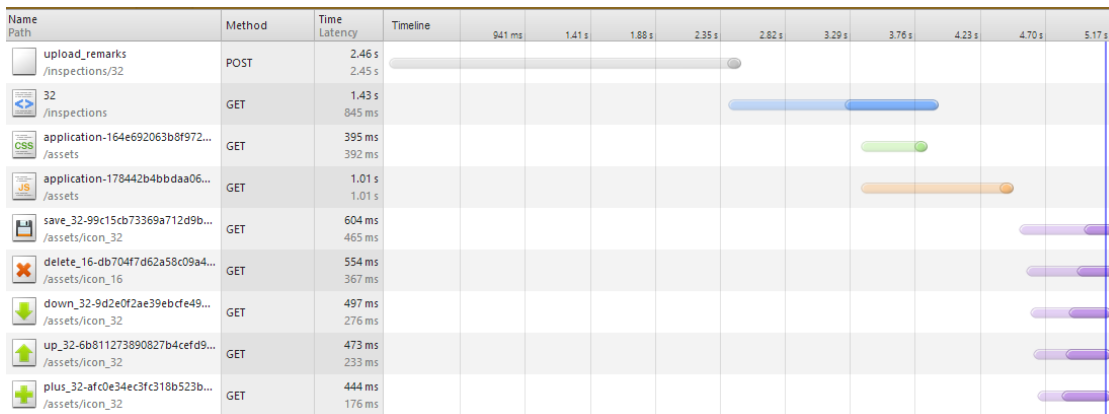 Name Method Time Timeline
Path Latency
941 ms 1.41 s 1.88 s 2.35 s 2.82 s 3.29 s 3.76 s 4.23 s 4.70 s 5.17 s
upload_remarks POST 2.46 s
/inspections/32 2.45 s
32 GET 1.43 s
/inspections 845 ms
application-164e692063b8f972... GET 395 ms
/assets 392 ms
application-178442b4bbdaa06... GET 1.01 s
/assets 1.01 s
save_32-99c15cb73369a712d9b... GET 604 ms
/assets/icon_32 465 ms
delete_16-db704f7d62a58c09a4... GET 554 ms
/assets/icon_16 367 ms
down_32-9d2e0f2ae39ebcfe49... GET 497 ms
/assets/icon_32 276 ms
up_32-6b811273890827b4cefd9... GET 473 ms
/assets/icon_32 233 ms
plus_32-afc0e34ec3fc318b523b... GET 444 ms
/assets/icon_32 176 ms
<>
CSS
JS